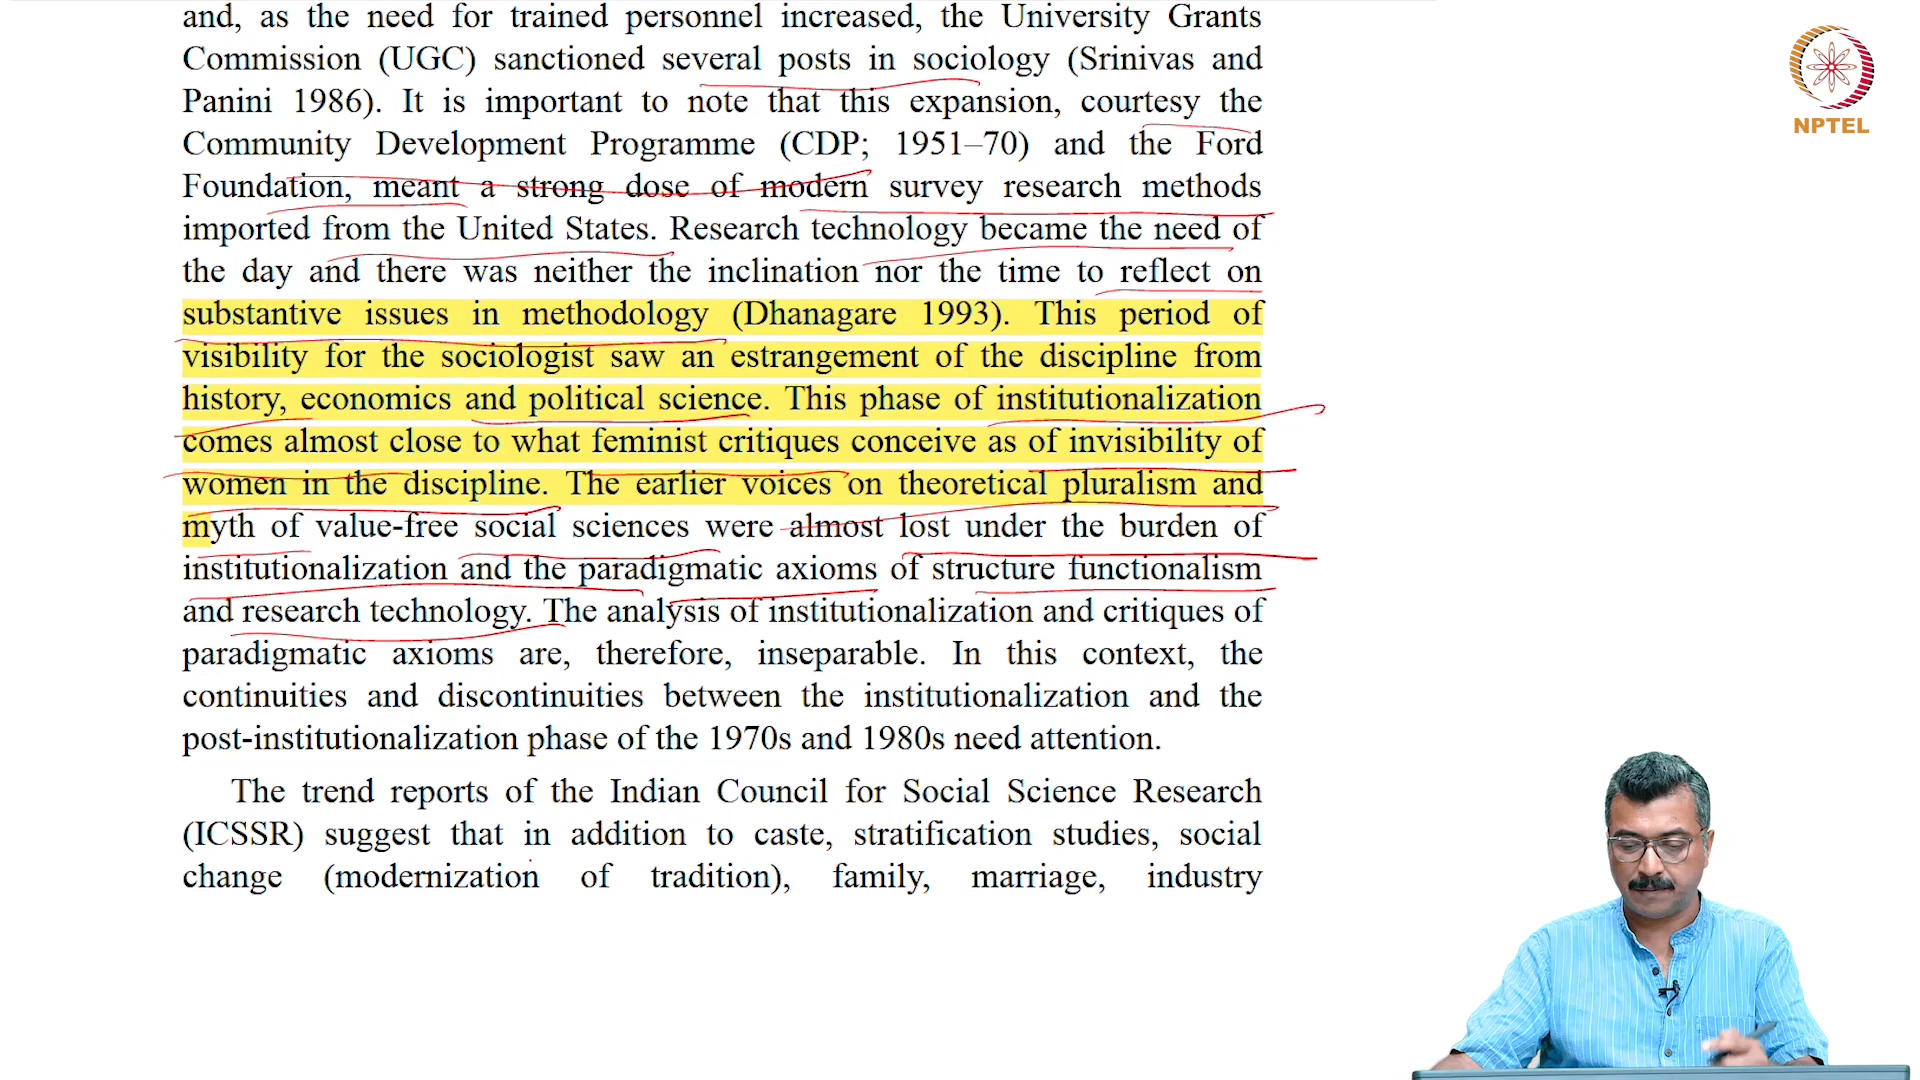 and, as the need for trained personnel increased, the University Grants
Commission (UGC) sanctioned several posts in sociology (Srinivas and
Panini 1986). It is important to note that this expansion, courtesy the
Community Development Programme (CDP; 1951–70) and the Ford
Foundation, meant a strong dose of modern survey research methods
imported from the United States. Research technology became the need of
the day and there was neither the inclination nor the time to reflect on
substantive issues in methodology (Dhanagare 1993). This period of
visibility for the sociologist saw an estrangement of the discipline from
history, economics and political science. This phase of institutionalization
comes almost close to what feminist critiques conceive as of invisibility of
women in the discipline. The earlier voices on theoretical pluralism and
myth of value-free social sciences were almost lost under the burden of
institutionalization and the paradigmatic axioms of structure functionalism
and research technology. The analysis of institutionalization and critiques of
paradigmatic axioms are, therefore, inseparable. In this context, the
continuities and discontinuities between the institutionalization and the
post-institutionalization phase of the 1970s and 1980s need attention.
The trend reports of the Indian Council for Social Science Research
(ICSSR) suggest that in addition to caste, stratification studies, social
change (modernization of tradition), family, marriage, industry
NPTEL